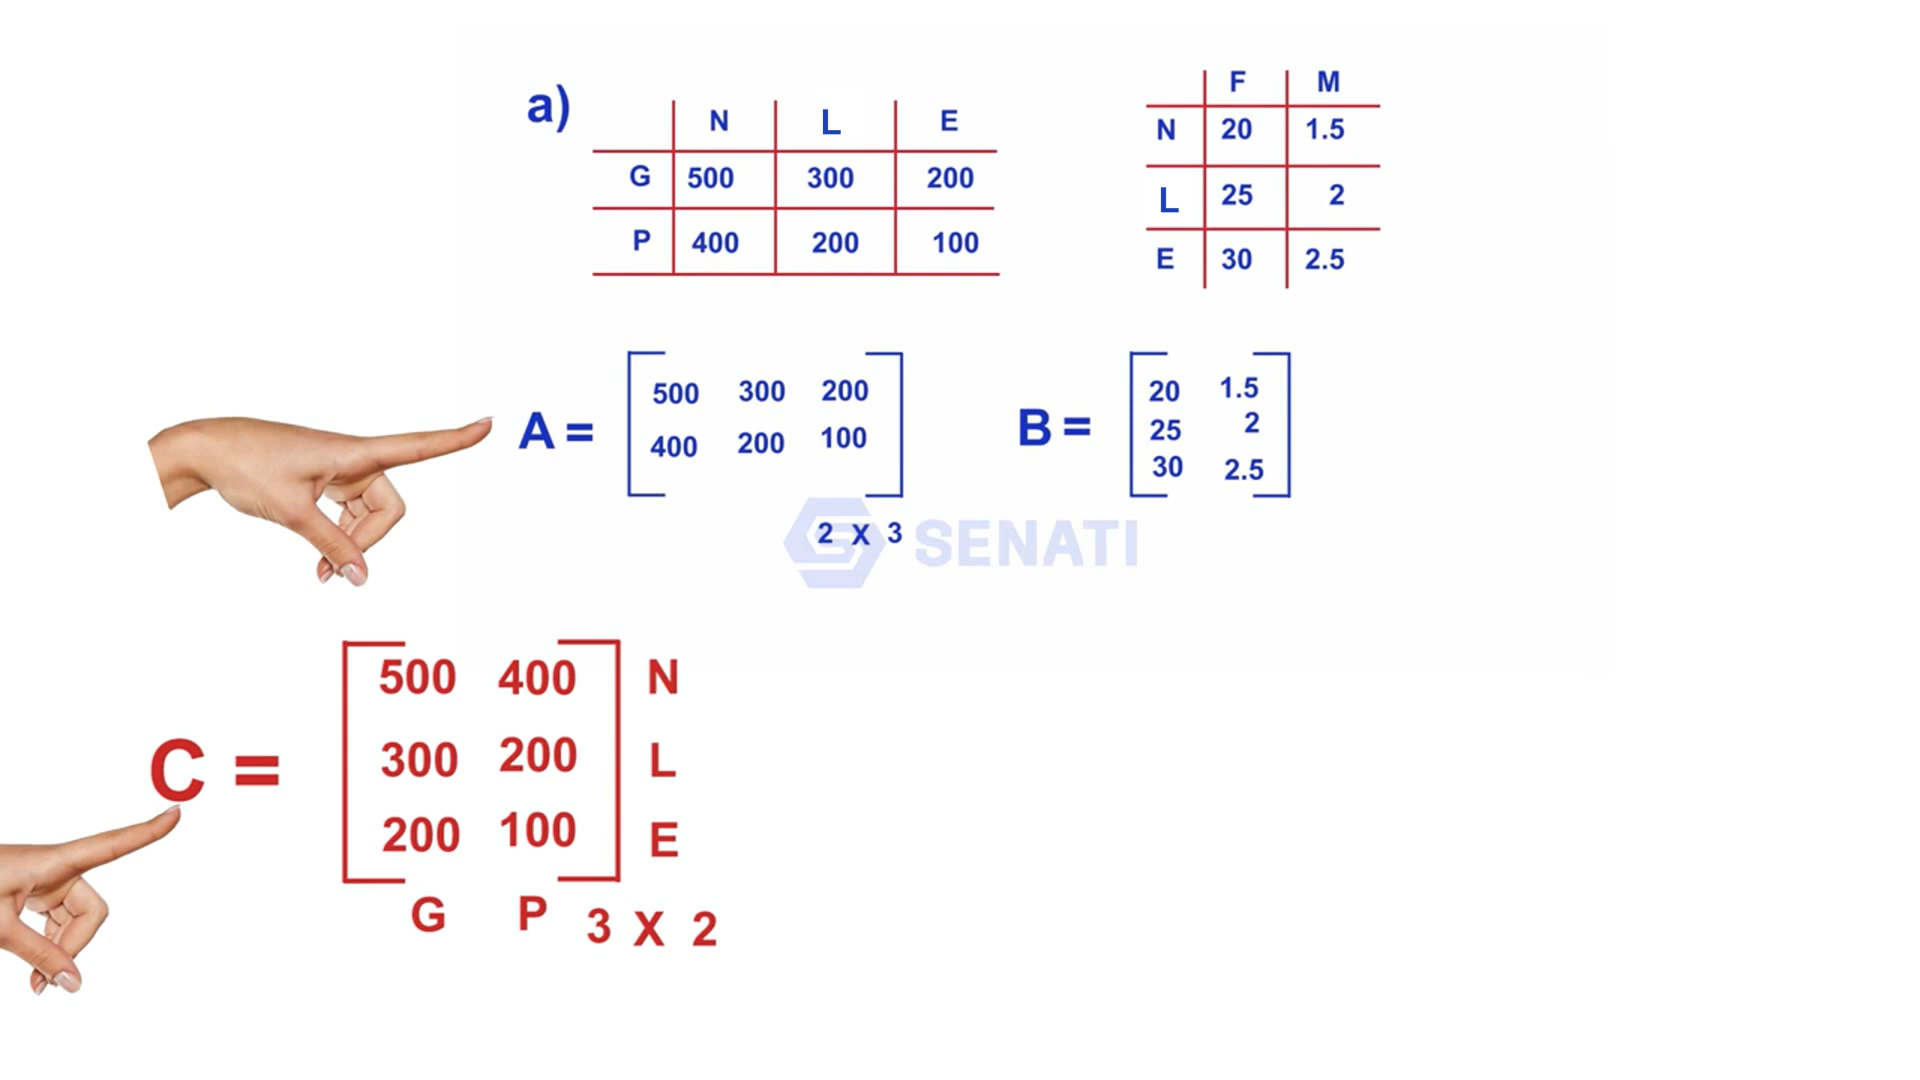 a)
N L E
G 500 300 200
P 400 200 100
F M
N 20 1.5
L 25 2
E 30 2.5
A = 500 300 200
400 200 100
2 X 3
B = 20 1.5
25 2
30 2.5
SENATI
C = 500 400 N
300 200 L
200 100 E
G P 3 X 2